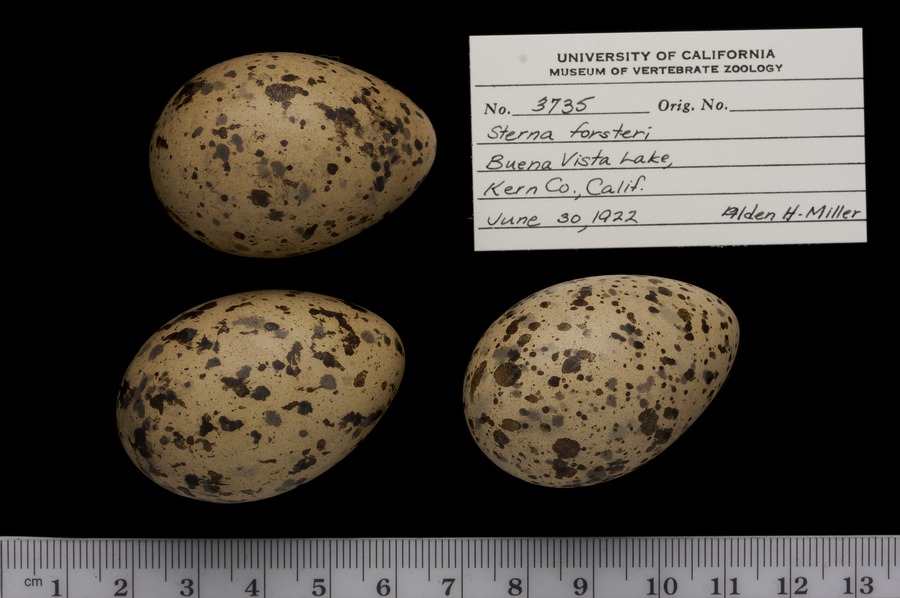 UNIVERSITY OF CALIFORNIA
MUSEUM OF VERTEBRATE ZOOLOGY
No. 3735 Orig. No.
Sterna forsteri
Buena Vista Lake,
Kern Co., Calif.
June 30, 1922 Alden H. Miller
cm 1 2 3 4 5 6 7 8 9 10 11 12 13